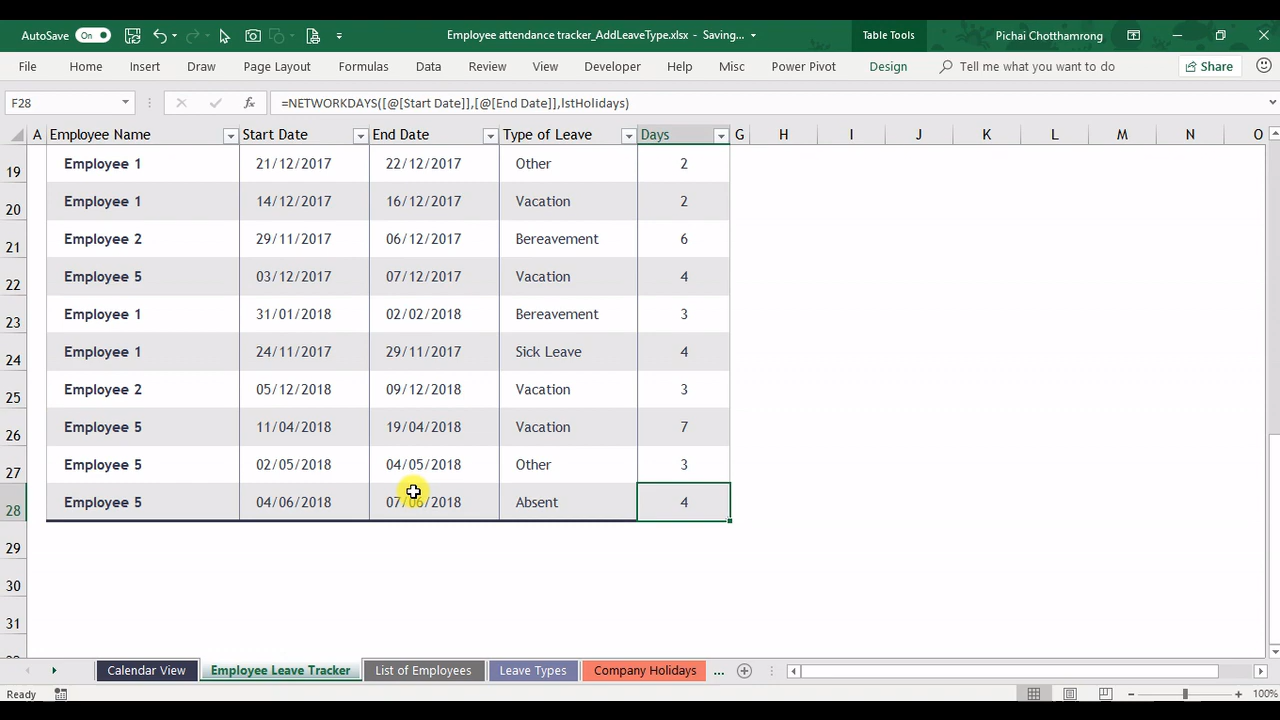 AutoSave On Employee attendance tracker_AddLeaveType.xlsx - Saving... Table Tools Pichai Chotthamrong
File Home Insert Draw Page Layout Formulas Data Review View Developer Help Misc Power Pivot Design Tell me what you want to do Share
F28 fx =NETWORKDAYS([@[Start Date]],[@[End Date]],lstHolidays)
A Employee Name Start Date End Date Type of Leave Days G H I J K L M N O
19 Employee 1 21/12/2017 22/12/2017 Other 2
20 Employee 1 14/12/2017 16/12/2017 Vacation 2
21 Employee 2 29/11/2017 06/12/2017 Bereavement 6
22 Employee 5 03/12/2017 07/12/2017 Vacation 4
23 Employee 1 31/01/2018 02/02/2018 Bereavement 3
24 Employee 1 24/11/2017 29/11/2017 Sick Leave 4
25 Employee 2 05/12/2018 09/12/2018 Vacation 3
26 Employee 5 11/04/2018 19/04/2018 Vacation 7
27 Employee 5 02/05/2018 04/05/2018 Other 3
28 Employee 5 04/06/2018 07/06/2018 Absent 4
29
30
31
Calendar View Employee Leave Tracker List of Employees Leave Types Company Holidays ...
Ready 100%